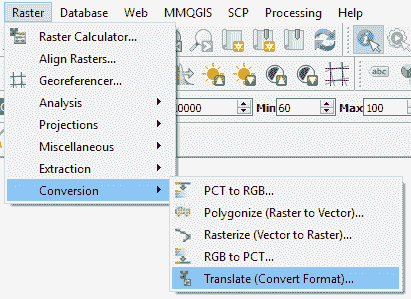 Raster Database Web MMQGIS SCP Processing Help
Raster Calculator...
Align Rasters...
Georeferencer...
Analysis
abc
Projections
0000 Min 60 Max 100
Miscellaneous
Extraction
Conversion
PCT to RGB...
Polygonize (Raster to Vector)...
Rasterize (Vector to Raster)...
RGB to PCT...
Translate (Convert Format)...